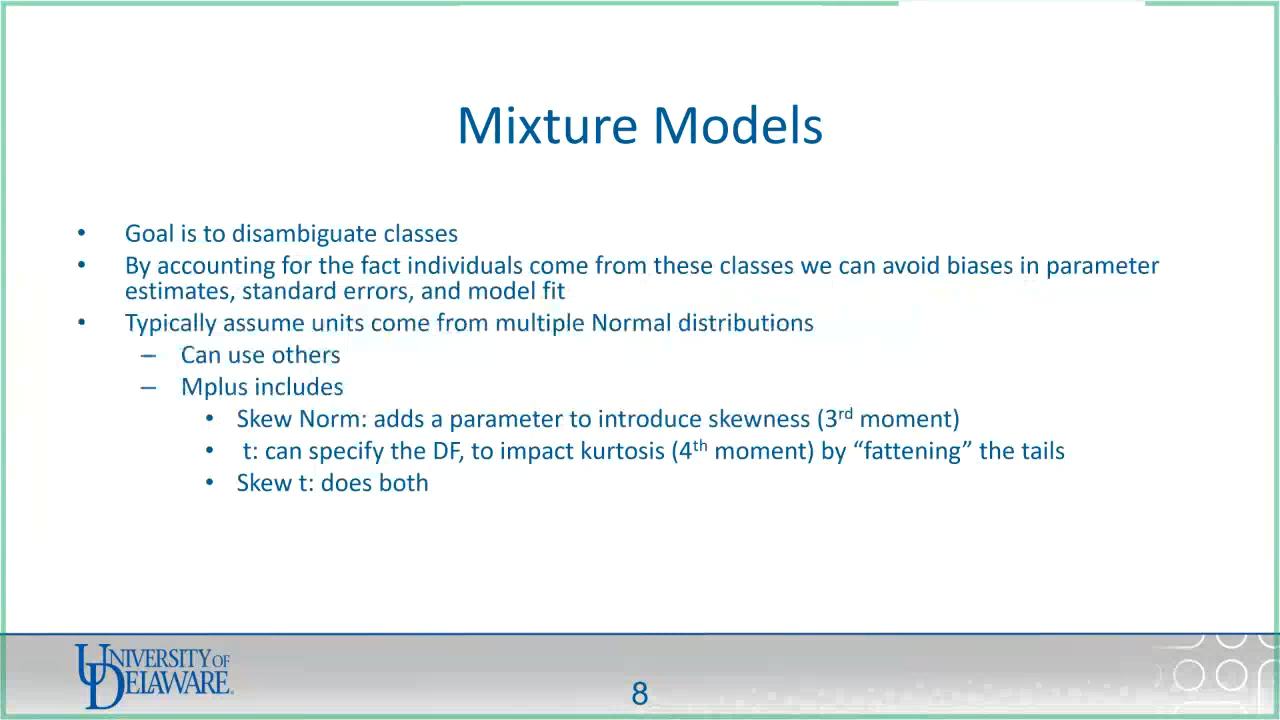 Mixture Models
• Goal is to disambiguate classes
• By accounting for the fact individuals come from these classes we can avoid biases in parameter
estimates, standard errors, and model fit
• Typically assume units come from multiple Normal distributions
– Can use others
– Mplus includes
• Skew Norm: adds a parameter to introduce skewness (3rd moment)
• t: can specify the DF, to impact kurtosis (4th moment) by “fattening” the tails
• Skew t: does both
UNIVERSITY OF
DELAWARE.
8